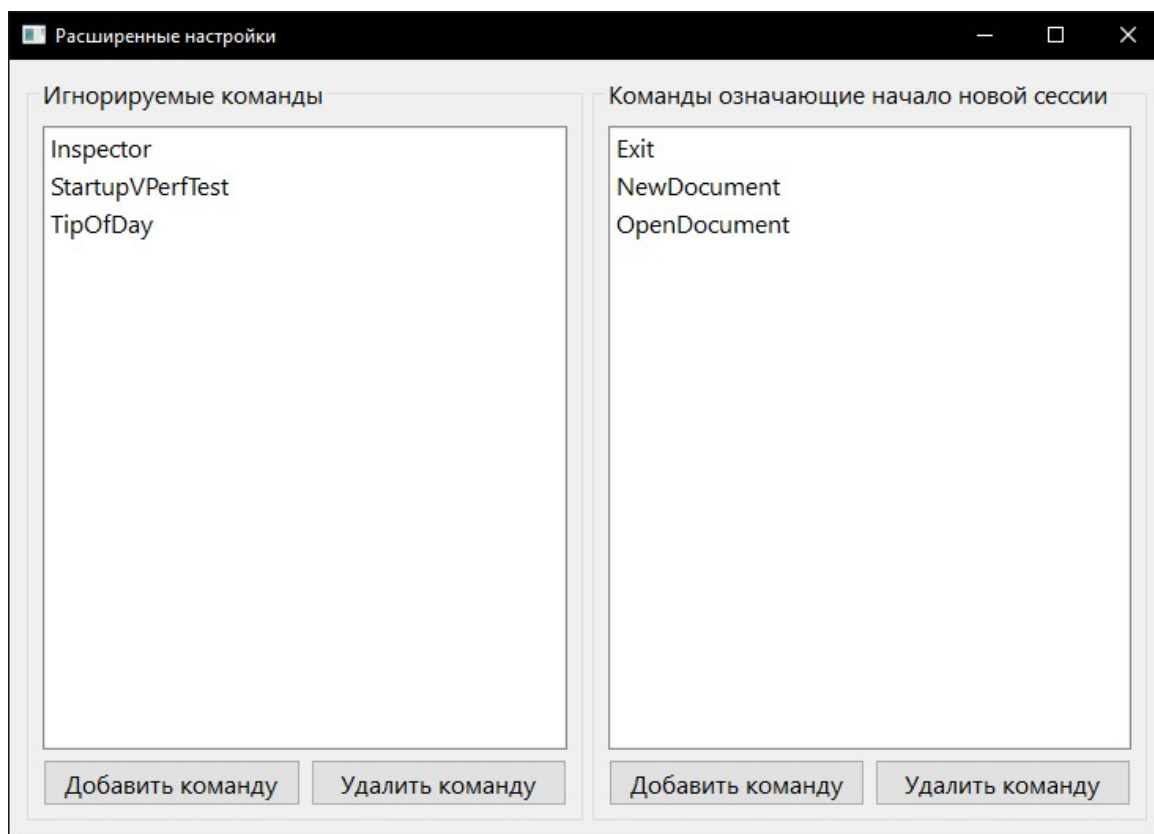 Расширенные настройки
Игнорируемые команды
Inspector
StartupVPerfTest
TipOfDay
Добавить команду
Удалить команду
Команды означающие начало новой сессии
Exit
NewDocument
OpenDocument
Добавить команду
Удалить команду